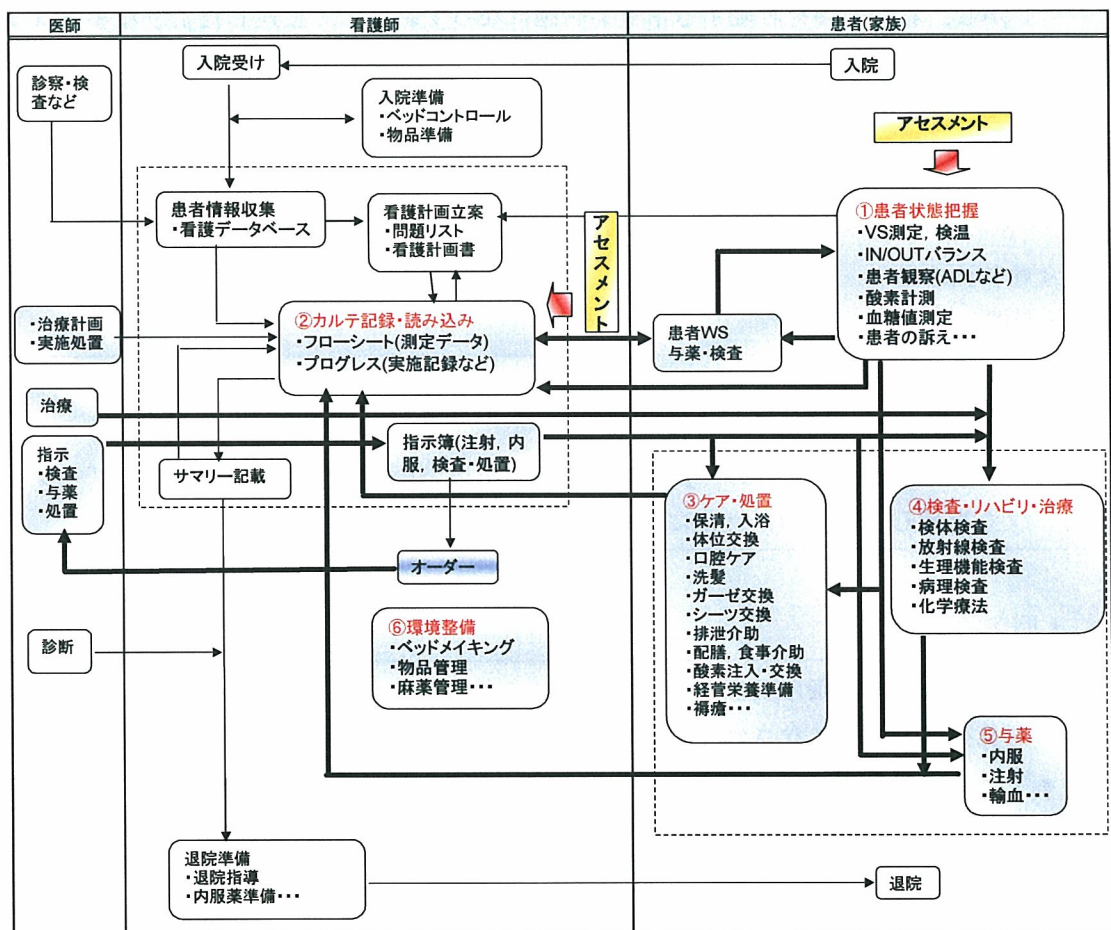 医師
看護師
患者(家族)
診察・検
査など
入院受け
入院
入院準備
・ベッドコントロール
・物品準備
アセスメント
患者情報収集
・看護データベース
看護計画立案
・問題リスト
・看護計画書
アセスメント
①患者状態把握
・VS測定, 検温
・IN/OUTバランス
・患者観察(ADLなど)
・酸素計測
・血糖値測定
・患者の訴え・・・
・治療計画
・実施処置
②カルテ記録・読み込み
・フローシート(測定データ)
・プログレス(実施記録など)
患者WS
与薬・検査
治療
指示
・検査
・与薬
・処置
サマリー記載
指示簿(注射, 内
服, 検査・処置)
オーダー
③ケア・処置
・保清, 入浴
・体位交換
・口腔ケア
・洗髪
・ガーゼ交換
・シーツ交換
・排泄介助
・配膳, 食事介助
・酸素注入・交換
・経菅栄養準備
・褥瘡・・・
④検査・リハビリ・治療
・検体検査
・放射線検査
・生理機能検査
・病理検査
・化学療法
診断
⑥環境整備
・ベッドメイキング
・物品管理
・麻薬管理・・・
⑤与薬
・内服
・注射
・輸血・・・
退院準備
・退院指導
・内服薬準備・・・
退院